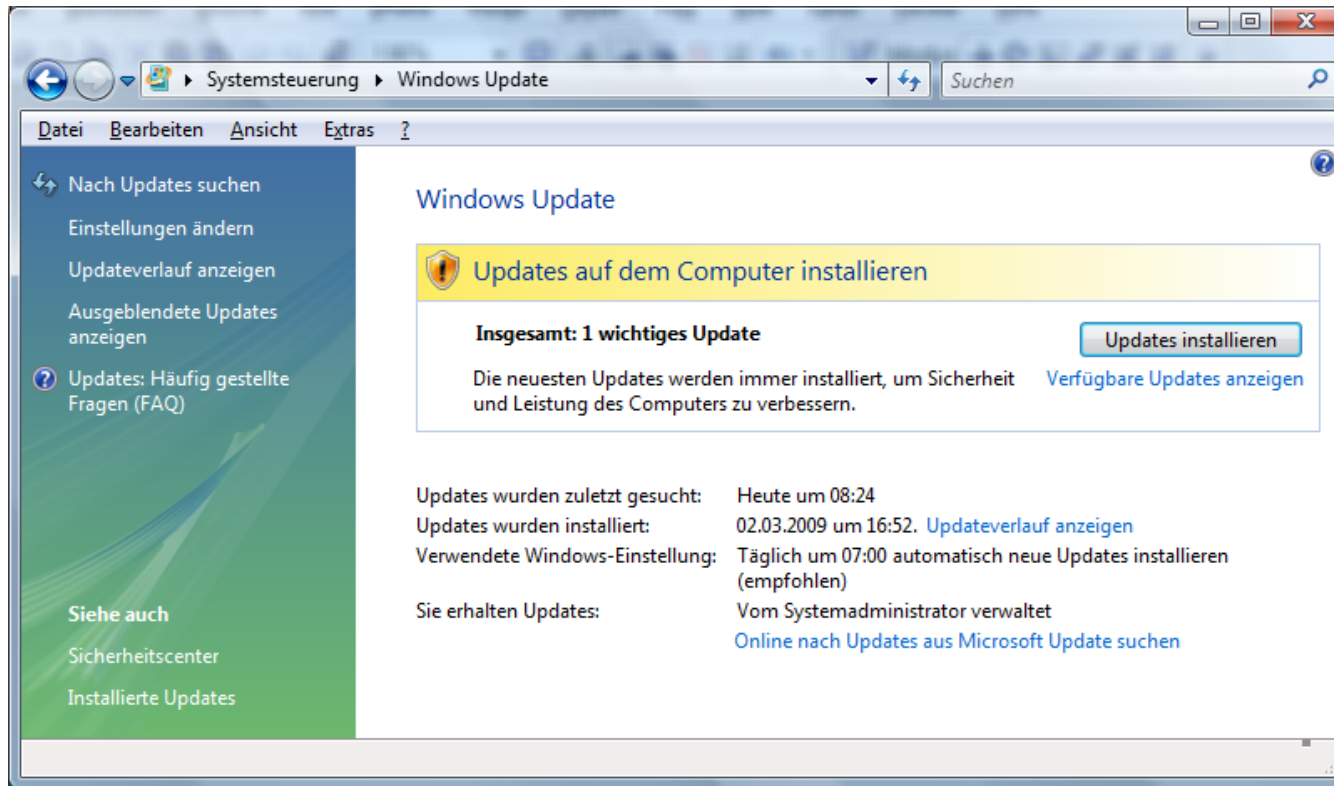 Systemsteuerung Windows Update
Suchen
Datei Bearbeiten Ansicht Extras ?
Nach Updates suchen
Einstellungen ändern
Updateverlauf anzeigen
Ausgeblendete Updates
anzeigen
Updates: Häufig gestellte
Fragen (FAQ)
Siehe auch
Sicherheitscenter
Installierte Updates
Windows Update
Updates auf dem Computer installieren
Insgesamt: 1 wichtiges Update
Updates installieren
Die neuesten Updates werden immer installiert, um Sicherheit
und Leistung des Computers zu verbessern.
Verfügbare Updates anzeigen
Updates wurden zuletzt gesucht: Heute um 08:24
Updates wurden installiert: 02.03.2009 um 16:52. Updateverlauf anzeigen
Verwendete Windows-Einstellung: Täglich um 07:00 automatisch neue Updates installieren
(empfohlen)
Sie erhalten Updates: Vom Systemadministrator verwaltet
Online nach Updates aus Microsoft Update suchen